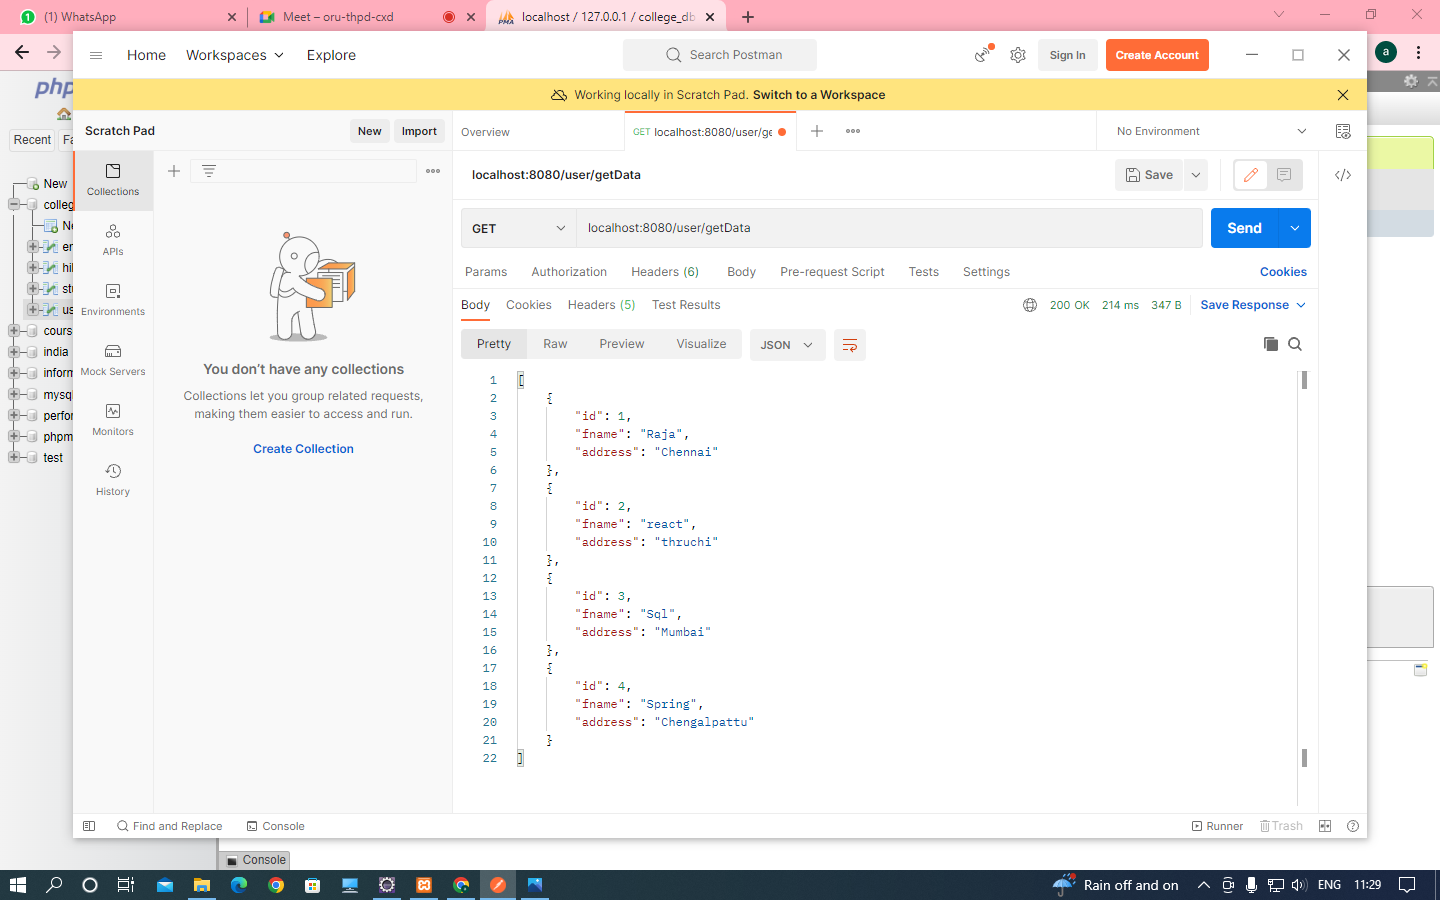 (1) WhatsApp
Meet – oru-thpd-cxd
localhost / 127.0.0.1 / college_db
Home
Workspaces
Explore
Search Postman
Sign In
Create Account
a
php
Working locally in Scratch Pad. Switch to a Workspace
Recent
Scratch Pad
New
Import
Overview
GET localhost:8080/user/ge
No Environment
New
colleg
Ne
hil
stu
us
cours
india
inform
mysql
perfor
phpm
test
Collections
APIs
Environments
Mock Servers
Monitors
History
You don’t have any collections
Collections let you group related requests,
making them easier to access and run.
Create Collection
localhost:8080/user/getData
Save
GET
localhost:8080/user/getData
Send
Params
Authorization
Headers (6)
Body
Pre-request Script
Tests
Settings
Cookies
Body
Cookies
Headers (5)
Test Results
200 OK
214 ms
347 B
Save Response
Pretty
Raw
Preview
Visualize
JSON
1 [
2 {
3 "id": 1,
4 "fname": "Raja",
5 "address": "Chennai"
6 },
7 {
8 "id": 2,
9 "fname": "react",
10 "address": "thruchi"
11 },
12 {
13 "id": 3,
14 "fname": "Sql",
15 "address": "Mumbai"
16 },
17 {
18 "id": 4,
19 "fname": "Spring",
20 "address": "Chengalpattu"
21 }
22 ]
Find and Replace
Console
Runner
Trash
Console
Rain off and on
ENG
11:29